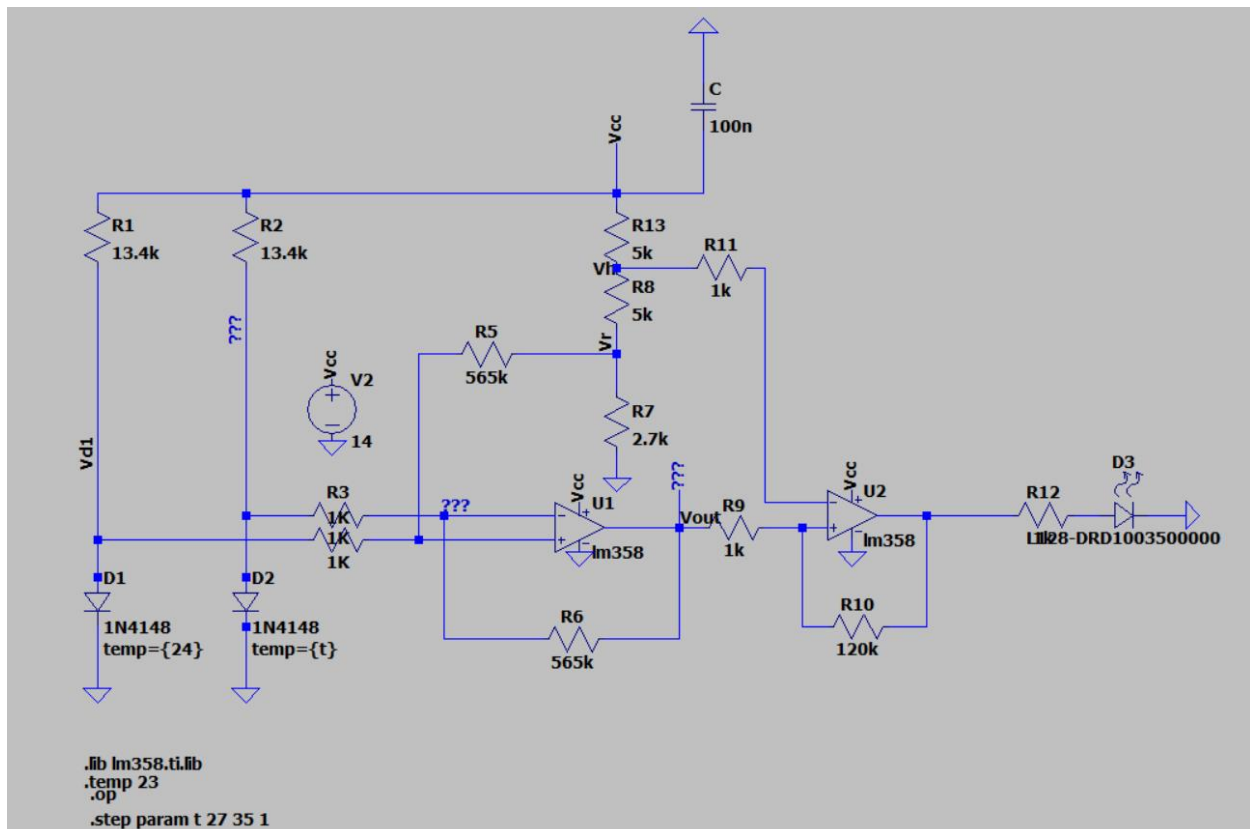 C
100n
Vcc
R1
13.4k
R2
13.4k
R13
5k
R11
1k
R8
5k
???
Vr
R5
565k
Vcc
V2
14
R7
2.7k
Vd1
R3
1K
1K
1K
???
Vcc
U1
lm358
???
Vout
R9
1k
Vcc
U2
lm358
R12
D3
L128-DRD1003500000
R10
120k
R6
565k
D1
1N4148
temp={24}
D2
1N4148
temp={t}
.lib lm358.ti.lib
.temp 23
.op
.step param t 27 35 1